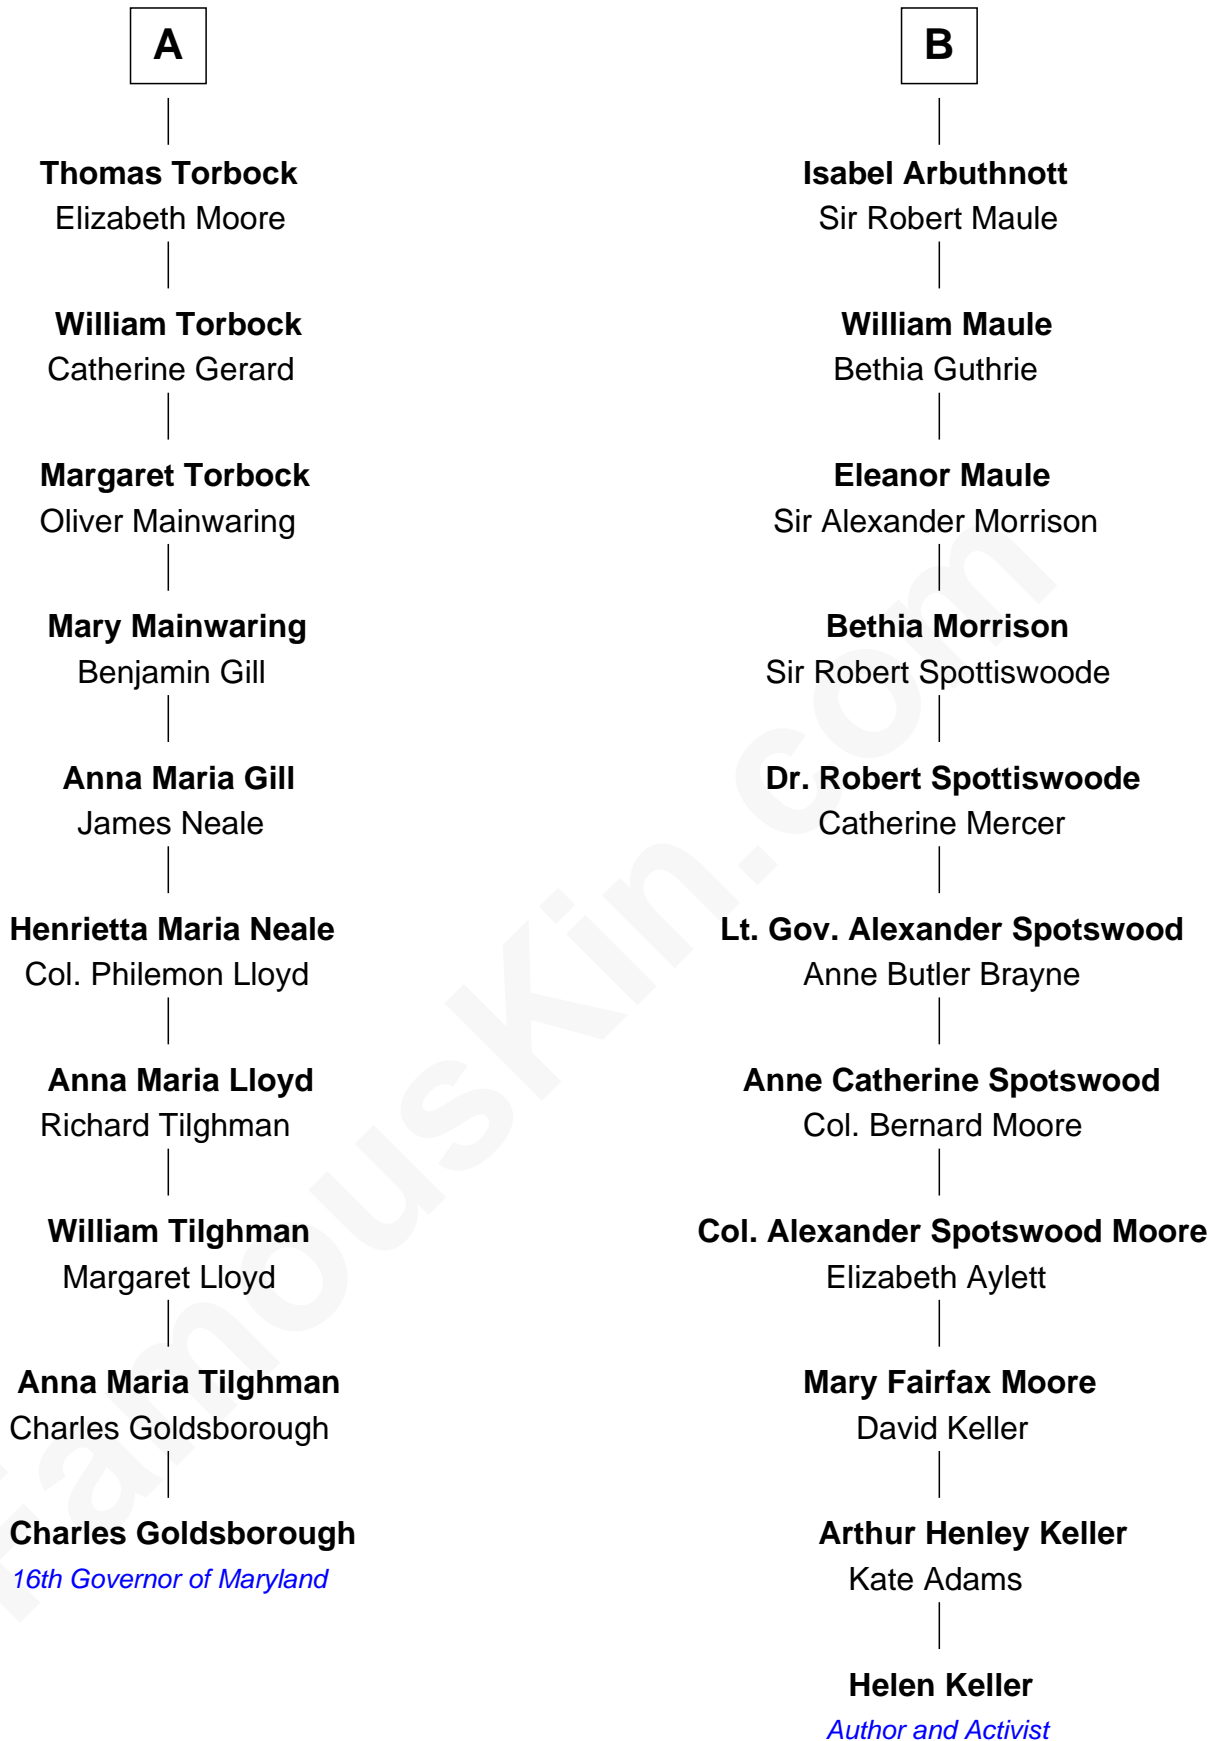 A
Thomas Torbock
Elizabeth Moore
William Torbock
Catherine Gerard
Margaret Torbock
Oliver Mainwaring
Mary Mainwaring
Benjamin Gill
Anna Maria Gill
James Neale
Henrietta Maria Neale
Col. Philemon Lloyd
Anna Maria Lloyd
Richard Tilghman
William Tilghman
Margaret Lloyd
Anna Maria Tilghman
Charles Goldsborough
Charles Goldsborough
16th Governor of Maryland
B
Isabel Arbuthnott
Sir Robert Maule
William Maule
Bethia Guthrie
Eleanor Maule
Sir Alexander Morrison
Bethia Morrison
Sir Robert Spottiswoode
Dr. Robert Spottiswoode
Catherine Mercer
Lt. Gov. Alexander Spotswood
Anne Butler Brayne
Anne Catherine Spotswood
Col. Bernard Moore
Col. Alexander Spotswood Moore
Elizabeth Aylett
Mary Fairfax Moore
David Keller
Arthur Henley Keller
Kate Adams
Helen Keller
Author and Activist
FamousKin.com